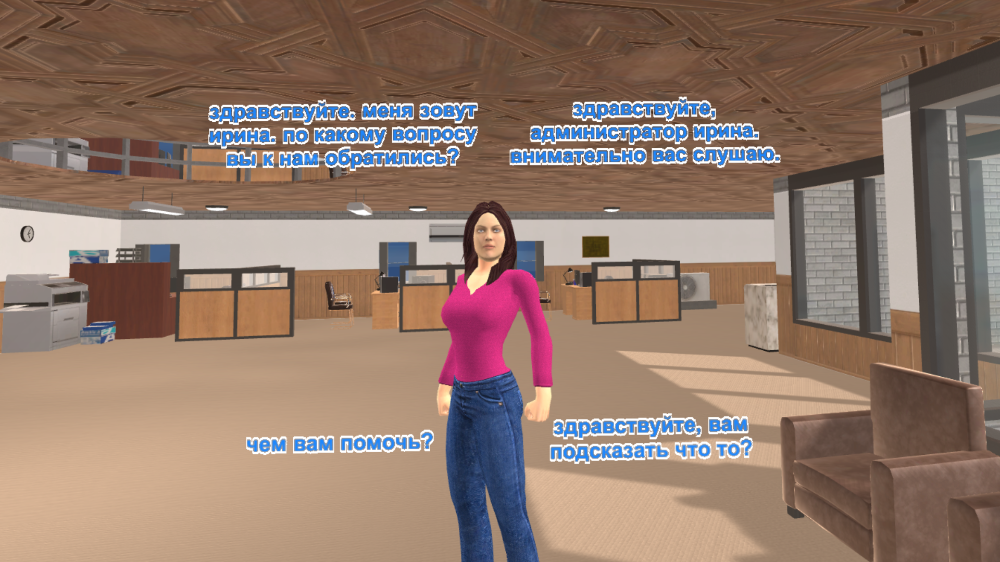 здравствуйте. меня зовут
ирина. по какому вопросу
вы к нам обратились?
здравствуйте,
администратор ирина.
внимательно вас слушаю.
чем вам помочь?
здравствуйте, вам
подсказать что то?